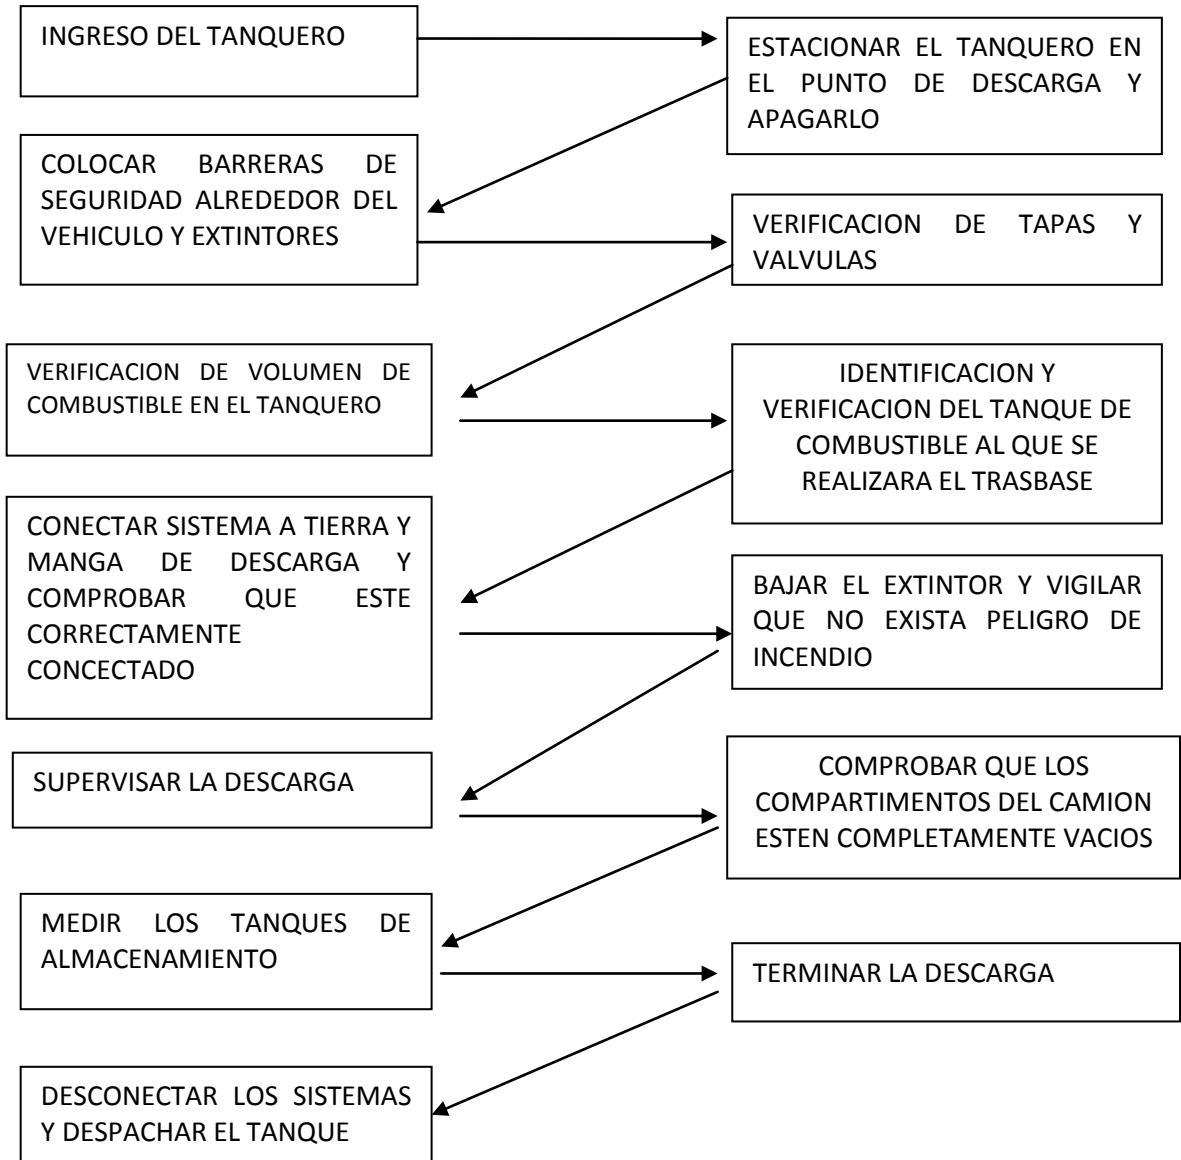 INGRESO DEL TANQUERO
ESTACIONAR EL TANQUERO EN
EL PUNTO DE DESCARGA Y
APAGARLO
COLOCAR BARRERAS DE
SEGURIDAD ALREDEDOR DEL
VEHICULO Y EXTINTORES
VERIFICACION DE TAPAS Y
VALVULAS
VERIFICACION DE VOLUMEN DE
COMBUSTIBLE EN EL TANQUERO
IDENTIFICACION Y
VERIFICACION DEL TANQUE DE
COMBUSTIBLE AL QUE SE
REALIZARA EL TRASBASE
CONECTAR SISTEMA A TIERRA Y
MANGA DE DESCARGA Y
COMPROBAR QUE ESTE
CORRECTAMENTE
CONCECTADO
BAJAR EL EXTINTOR Y VIGILAR
QUE NO EXISTA PELIGRO DE
INCENDIO
SUPERVISAR LA DESCARGA
COMPROBAR QUE LOS
COMPARTIMENTOS DEL CAMION
ESTEN COMPLETAMENTE VACIOS
MEDIR LOS TANQUES DE
ALMACENAMIENTO
TERMINAR LA DESCARGA
DESCONECTAR LOS SISTEMAS
Y DESPACHAR EL TANQUE